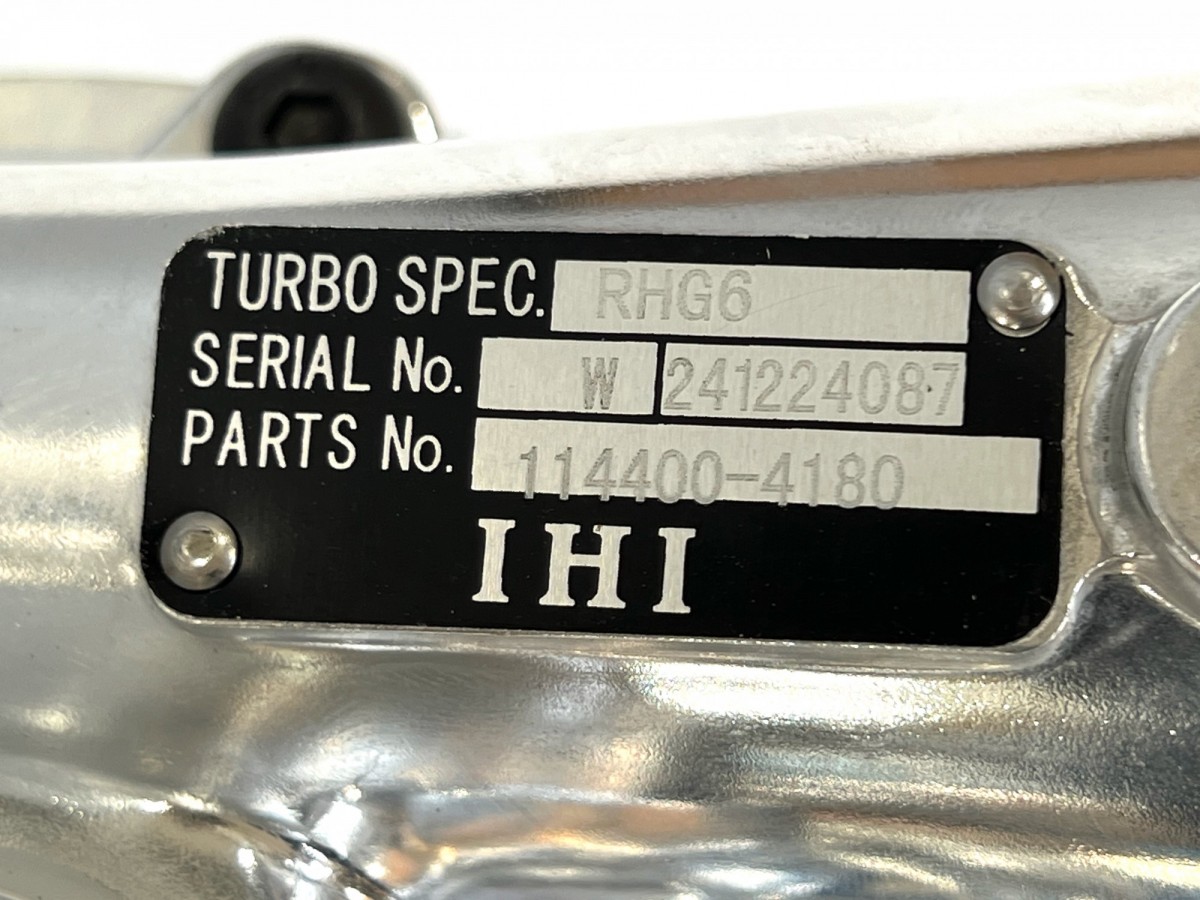 TURBO SPEC. RHG6
SERIAL No. W 241224087
PARTS No. 114400-4180
IHI